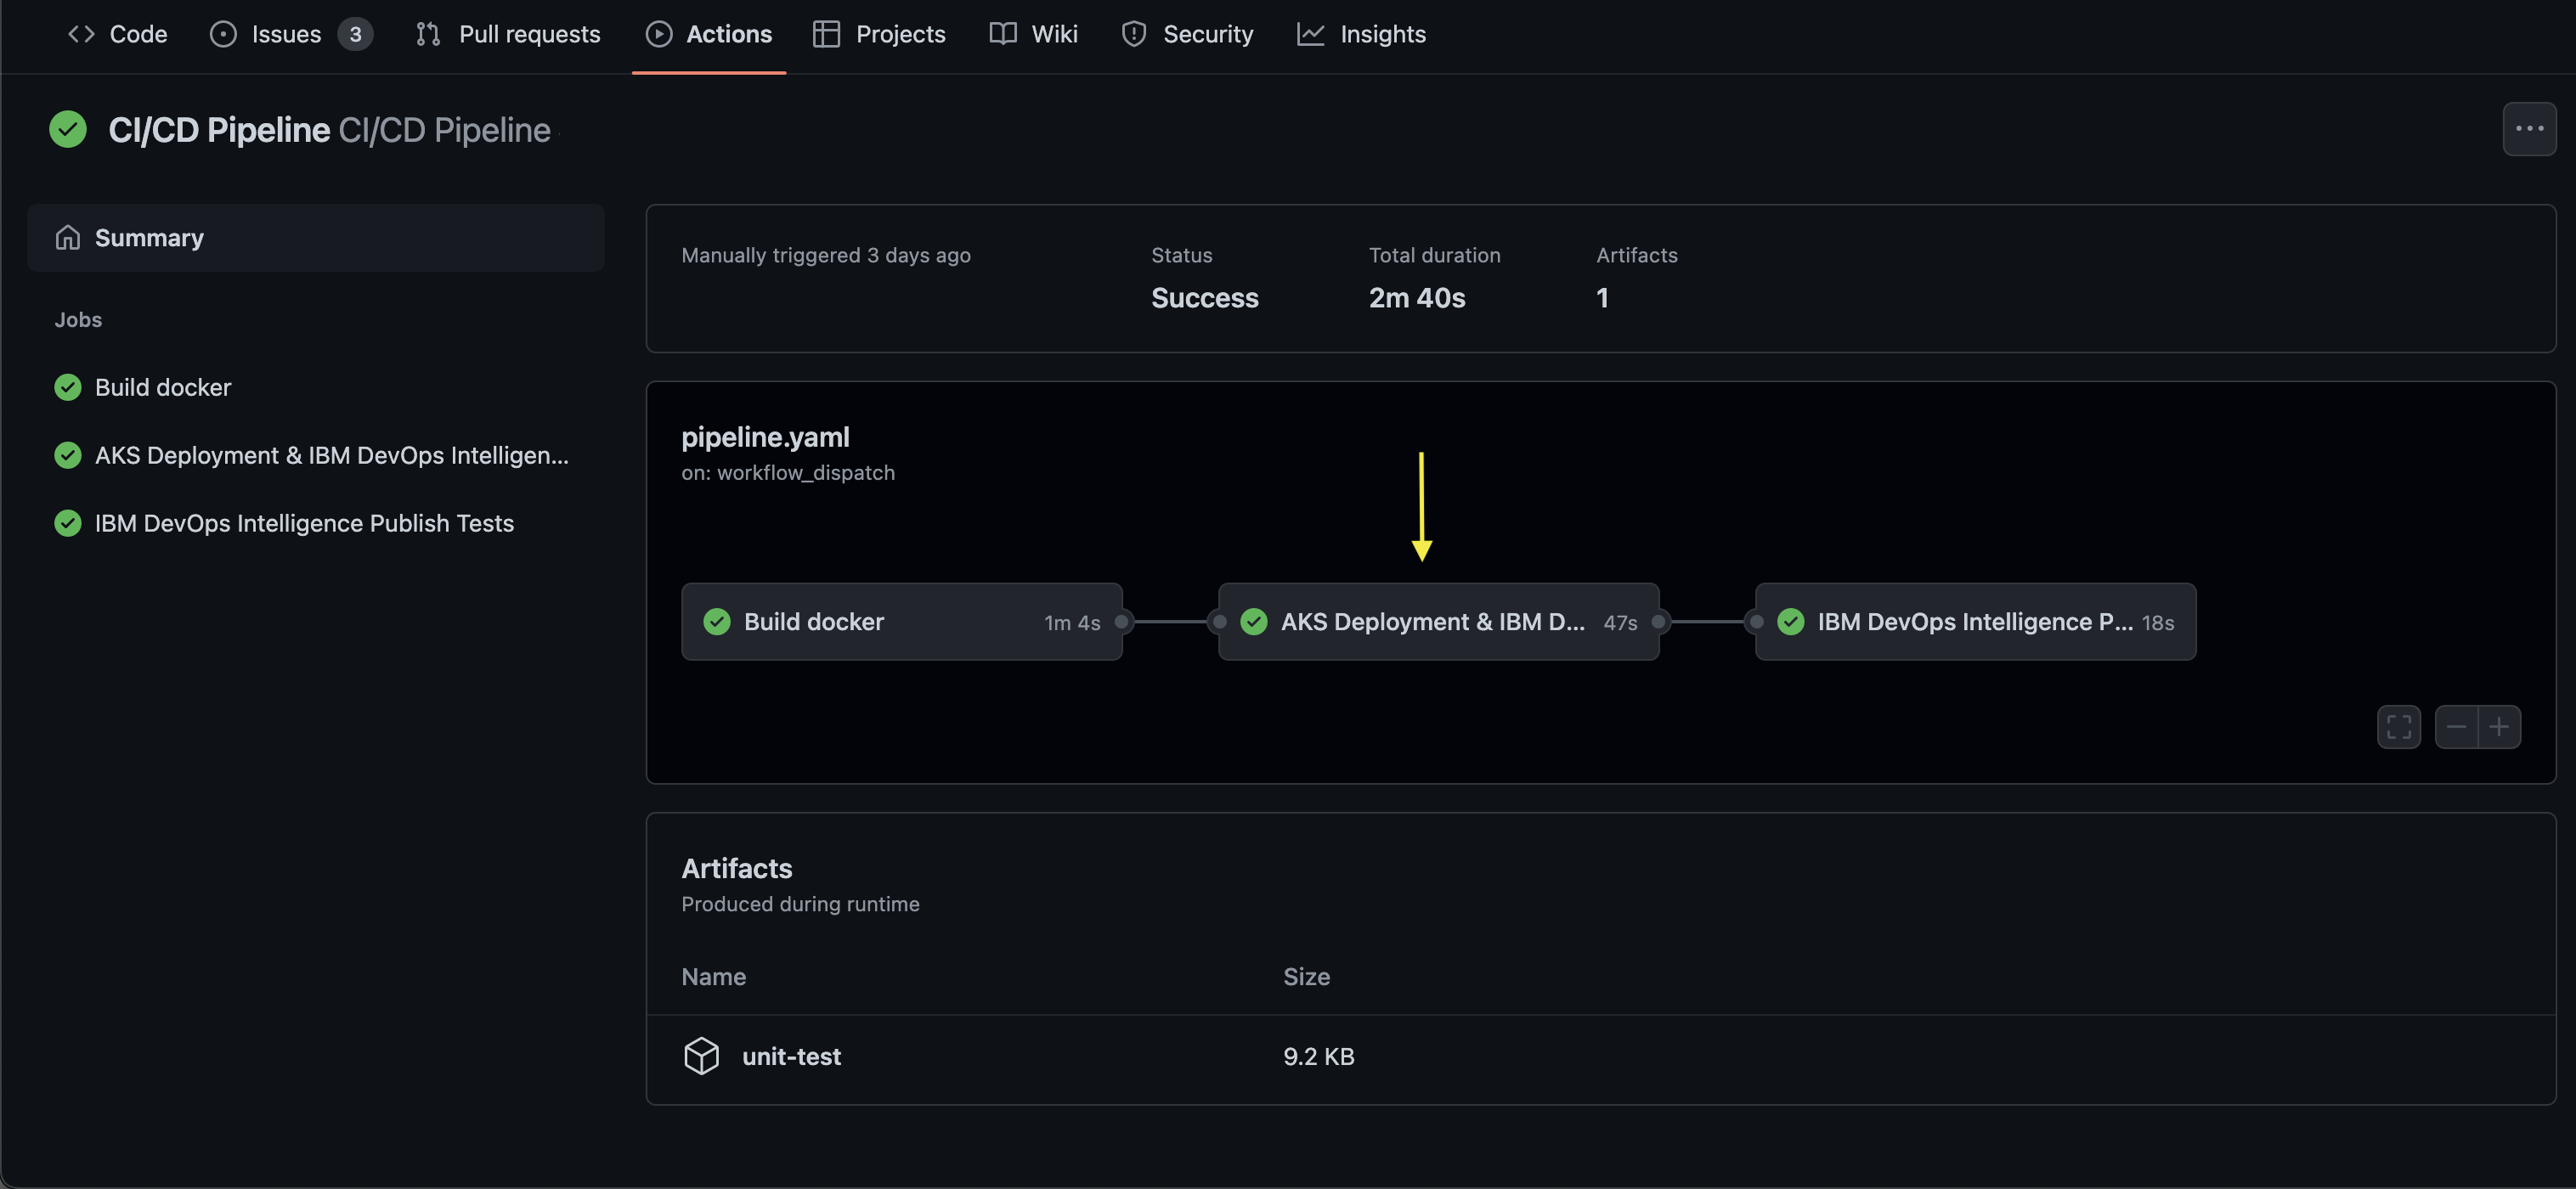 Code Issues 3 Pull requests Actions Projects Wiki Security Insights
CI/CD Pipeline CI/CD Pipeline
Summary
Jobs
Build docker
AKS Deployment & IBM DevOps Intelligen...
IBM DevOps Intelligence Publish Tests
Manually triggered 3 days ago
Status
Success
Total duration
2m 40s
Artifacts
1
pipeline.yaml
on: workflow_dispatch
Build docker 1m 4s
AKS Deployment & IBM D... 47s
IBM DevOps Intelligence P... 18s
Artifacts
Produced during runtime
Name Size
unit-test 9.2 KB